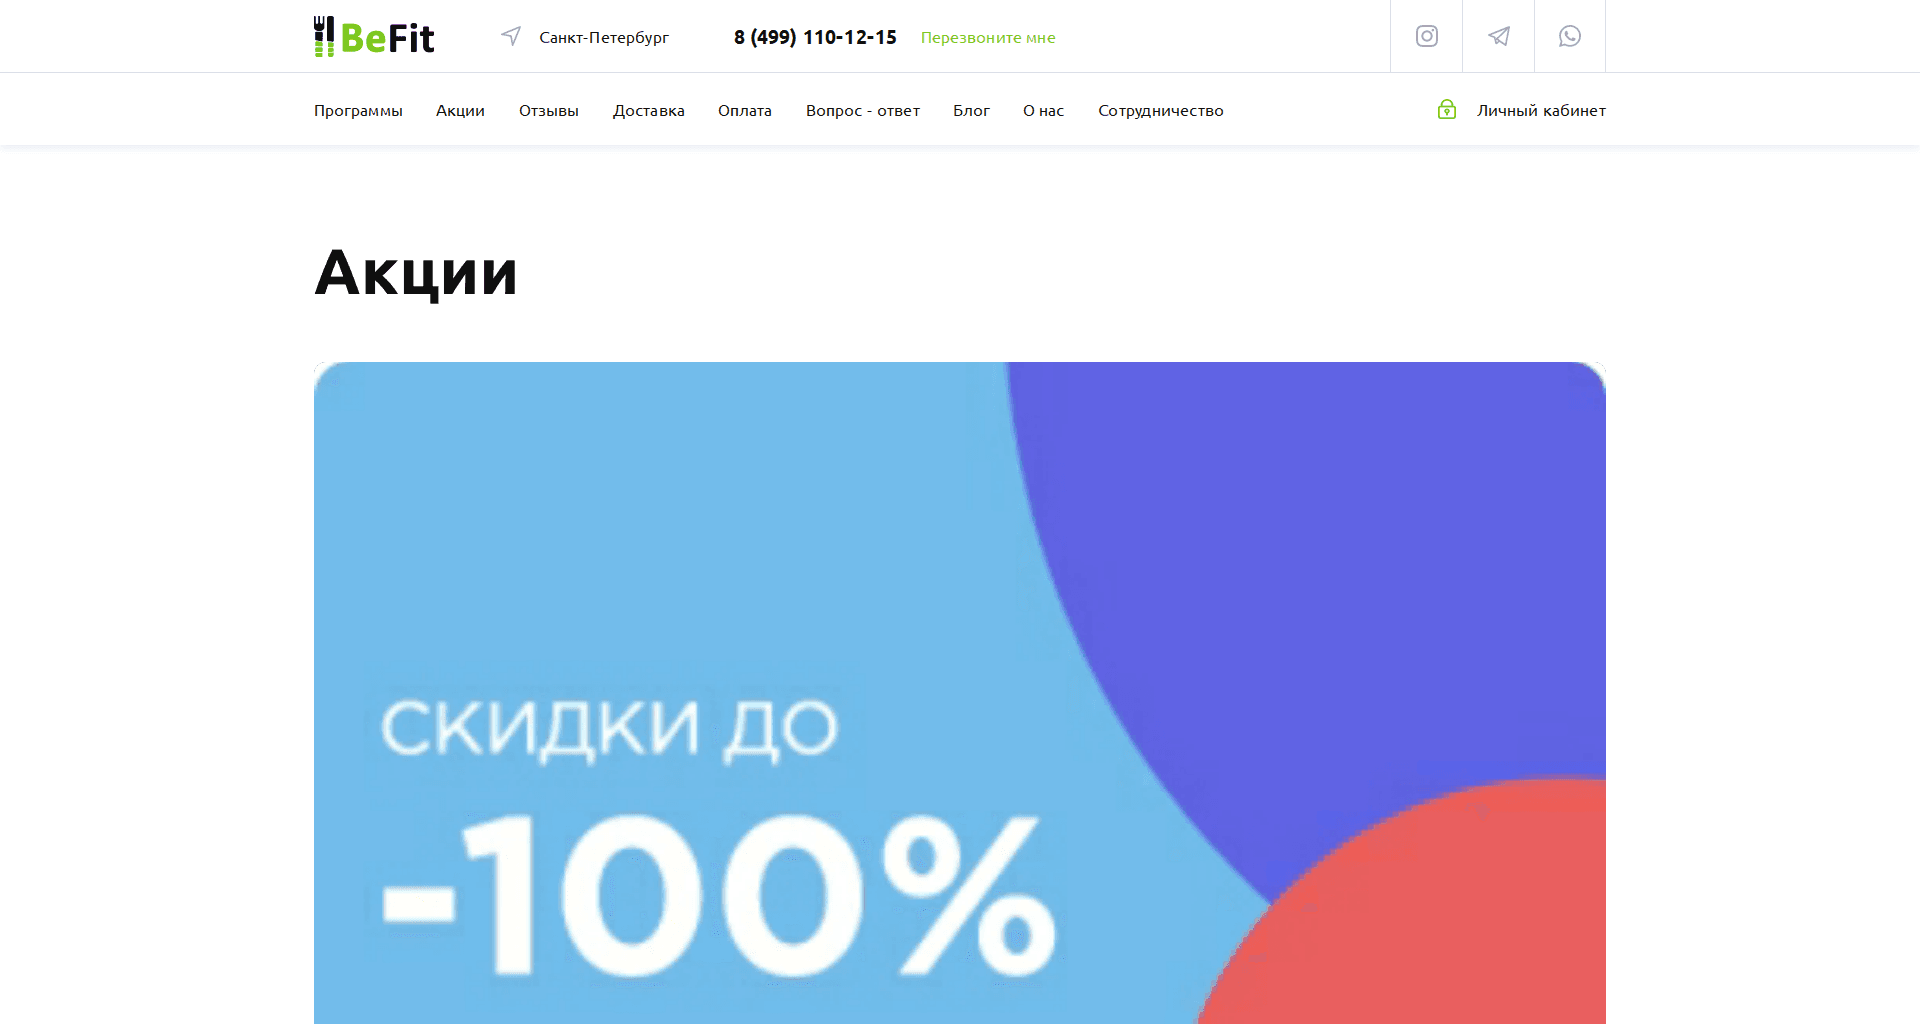 BeFit
Санкт-Петербург
8 (499) 110-12-15
Перезвоните мне
Программы
Акции
Отзывы
Доставка
Оплата
Вопрос - ответ
Блог
О нас
Сотрудничество
Личный кабинет
Акции
СКИДКИ ДО
-100%